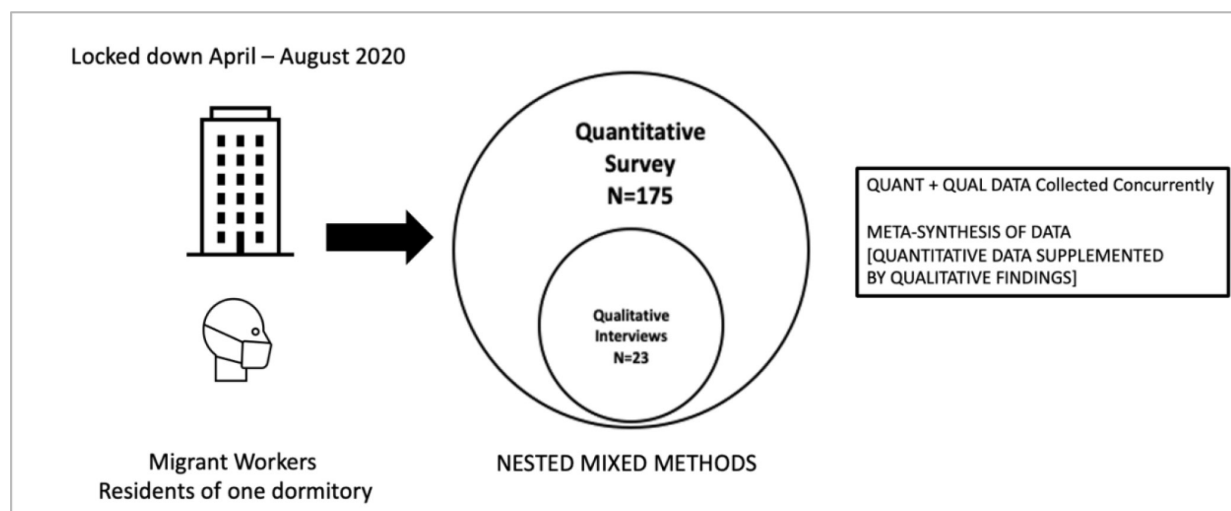 Locked down April – August 2020
Migrant Workers
Residents of one dormitory
Quantitative
Survey
N=175
Qualitative
Interviews
N=23
NESTED MIXED METHODS
QUANT + QUAL DATA Collected Concurrently
META-SYNTHESIS OF DATA
[QUANTITATIVE DATA SUPPLEMENTED
BY QUALITATIVE FINDINGS]